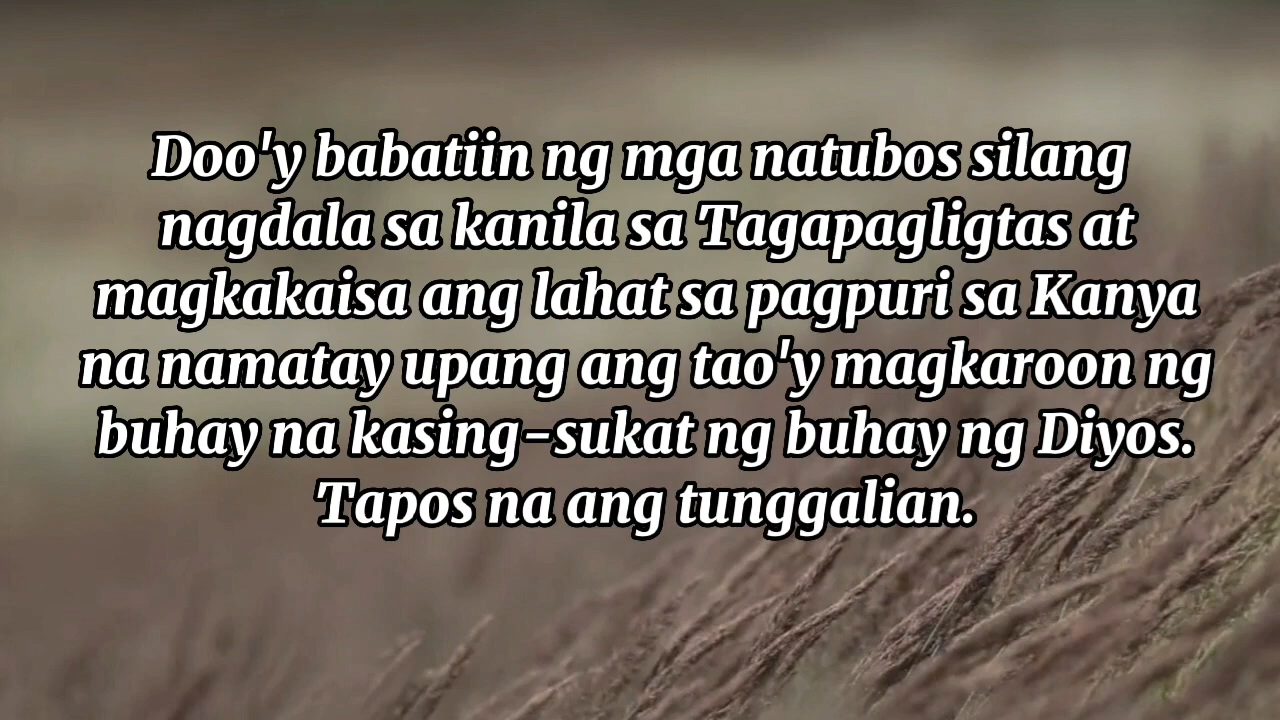 Doo'y babatiin ng mga natubos silang
nagdala sa kanila sa Tagapagligtas at
magkakaisa ang lahat sa pagpuri sa Kanya
na namatay upang ang tao'y magkaroon ng
buhay na kasing-sukat ng buhay ng Diyos.
Tapos na ang tunggalian.